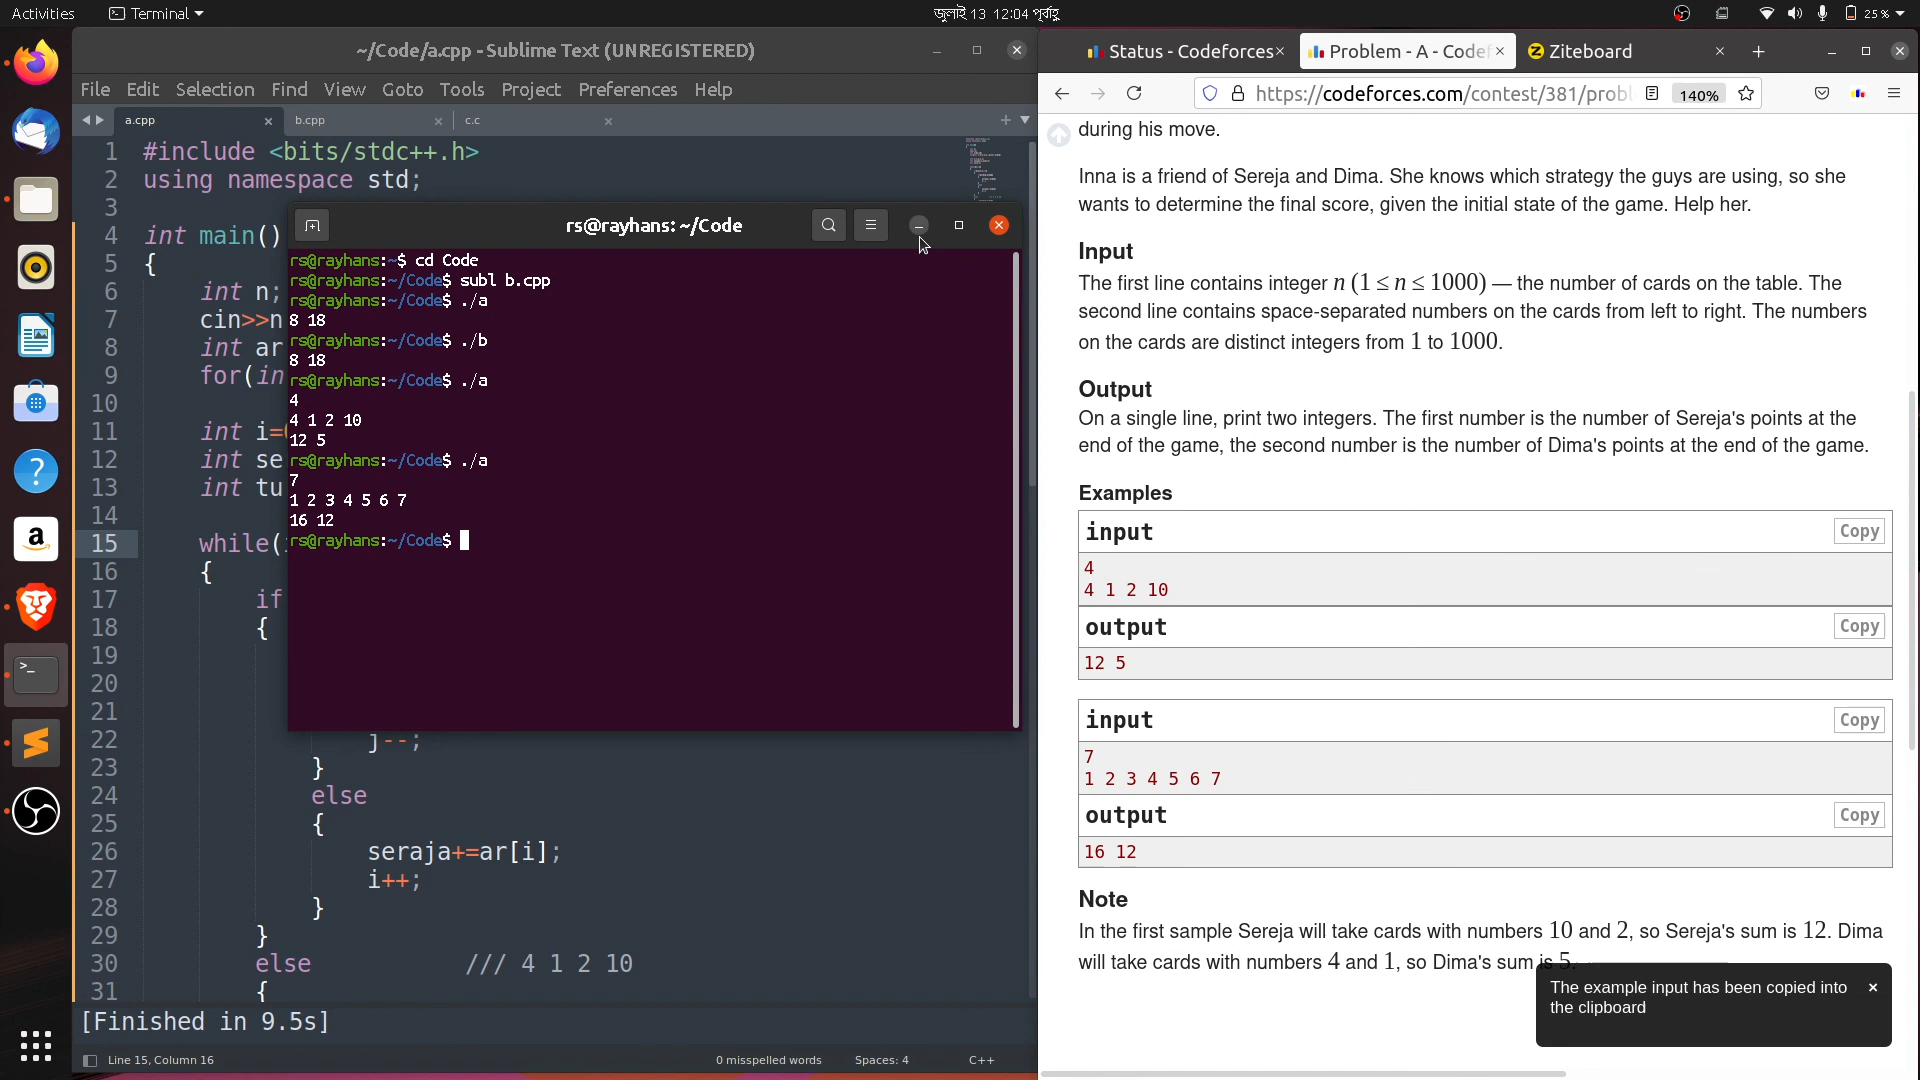 Activities
Terminal
জুলাই 13 12:04 পূর্বাহ্ণ
25 %
~/Code/a.cpp - Sublime Text (UNREGISTERED)
File Edit Selection Find View Goto Tools Project Preferences Help
a.cpp
b.cpp
c.c
1 #include <bits/stdc++.h>
2 using namespace std;
3
4 int main()
5 {
6 int n;
7 cin>>n
8 int ar
9 for(in
10
11 int i=
12 int se
13 int tu
14
15 while(
16 {
17 if
18 {
19
20
21
22 j--;
23 }
24 else
25 {
26 seraja+=ar[i];
27 i++;
28 }
29 }
30 else /// 4 1 2 10
31 {
[Finished in 9.5s]
Line 15, Column 16
0 misspelled words
Spaces: 4
C++
rs@rayhans: ~/Code
rs@rayhans:~$ cd Code
rs@rayhans:~/Code$ subl b.cpp
rs@rayhans:~/Code$ ./a
8 18
rs@rayhans:~/Code$ ./b
8 18
rs@rayhans:~/Code$ ./a
4
4 1 2 10
12 5
rs@rayhans:~/Code$ ./a
7
1 2 3 4 5 6 7
16 12
rs@rayhans:~/Code$
Status - Codeforces
Problem - A - Codef
Ziteboard
https://codeforces.com/contest/381/probl
140%
during his move.
Inna is a friend of Sereja and Dima. She knows which strategy the guys are using, so she
wants to determine the final score, given the initial state of the game. Help her.
Input
The first line contains integer n (1 ≤ n ≤ 1000) — the number of cards on the table. The
second line contains space-separated numbers on the cards from left to right. The numbers
on the cards are distinct integers from 1 to 1000.
Output
On a single line, print two integers. The first number is the number of Sereja's points at the
end of the game, the second number is the number of Dima's points at the end of the game.
Examples
input
Copy
4
4 1 2 10
output
Copy
12 5
input
Copy
7
1 2 3 4 5 6 7
output
Copy
16 12
Note
In the first sample Sereja will take cards with numbers 10 and 2, so Sereja's sum is 12. Dima
will take cards with numbers 4 and 1, so Dima's sum is 5.
The example input has been copied into
the clipboard